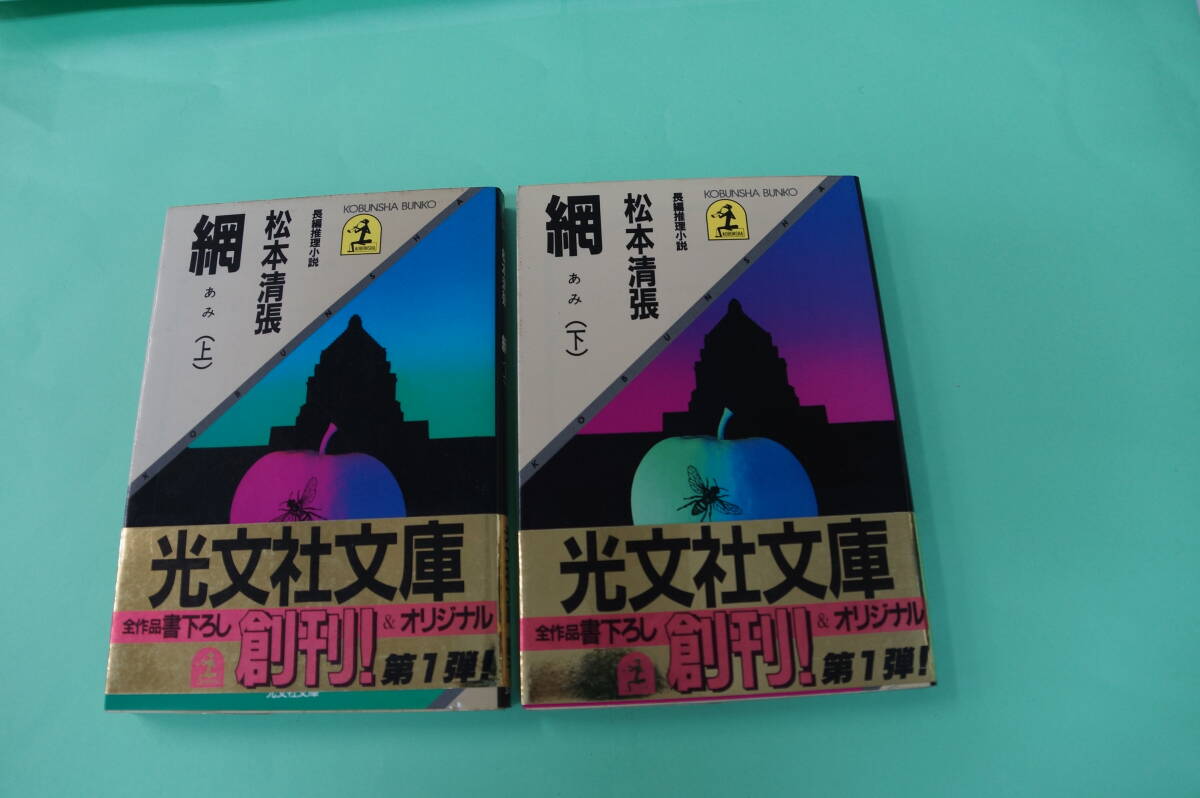 KOBUNSHA BUNKO
KOBUNSHA
長編推理小説
松本清張
網
あみ
(上)
KOBUNSHA
光文社文庫
全作品書下ろし
&オリジナル
創刊!
第1弾!
光文社文庫
KOBUNSHA BUNKO
KOBUNSHA
長編推理小説
松本清張
網
あみ
(下)
KOBUNSHA
光文社文庫
全作品書下ろし
&オリジナル
創刊!
第1弾!